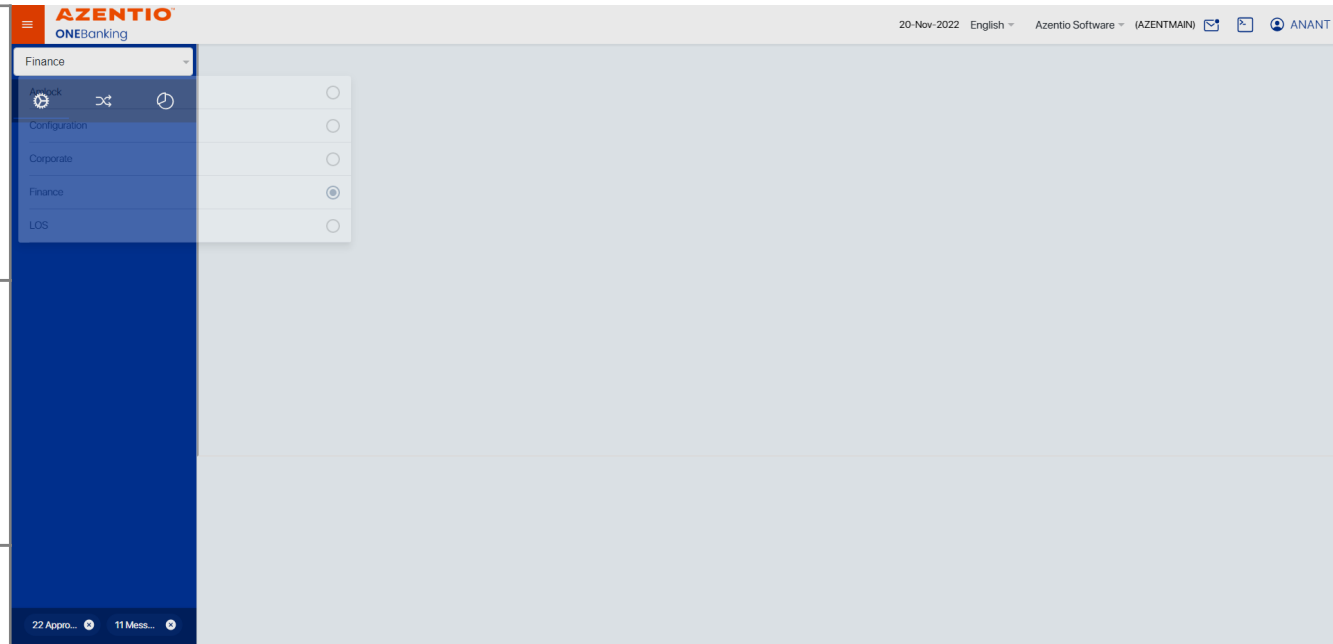 AZENTIO
ONEBanking
20-Nov-2022 English Azentio Software (AZENTMAIN) ANANT
Finance
Amlock
Configuration
Corporate
Finance
LOS
22 Appro... 11 Mess...